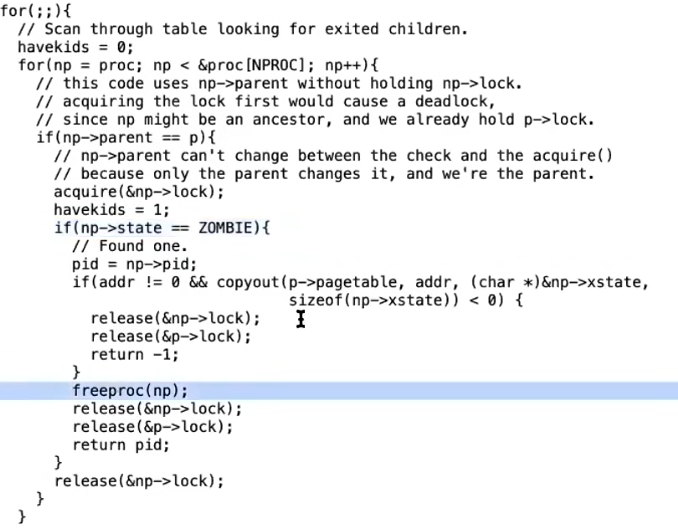 for(;;){
// Scan through table looking for exited children.
havekids = 0;
for(np = proc; np < &proc[NPROC]; np++){
// this code uses np->parent without holding np->lock.
// acquiring the lock first would cause a deadlock,
// since np might be an ancestor, and we already hold p->lock.
if(np->parent == p){
// np->parent can't change between the check and the acquire()
// because only the parent changes it, and we're the parent.
acquire(&np->lock);
havekids = 1;
if(np->state == ZOMBIE){
// Found one.
pid = np->pid;
if(addr != 0 && copyout(p->pagetable, addr, (char *)&np->xstate,
sizeof(np->xstate)) < 0) {
release(&np->lock);
release(&p->lock);
return -1;
}
freeproc(np);
release(&np->lock);
release(&p->lock);
return pid;
}
release(&np->lock);
}
}